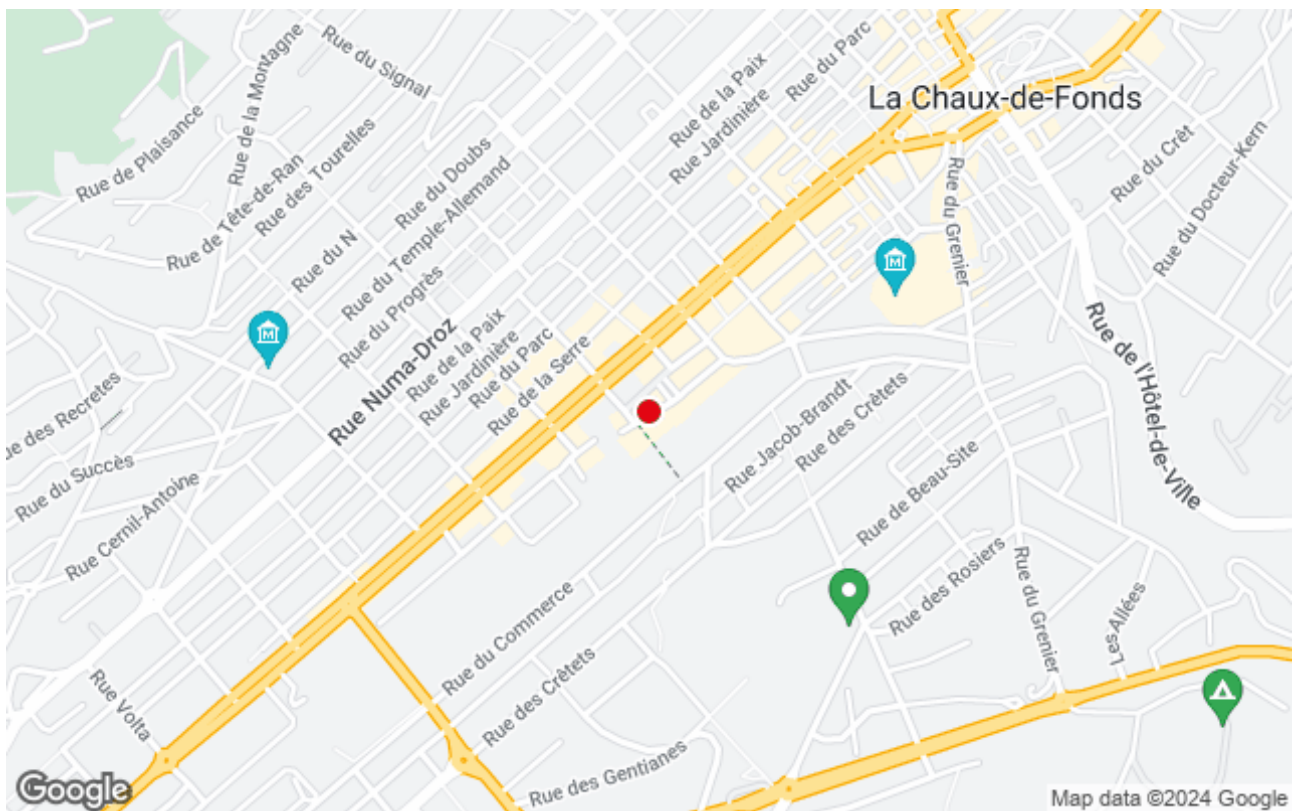 Rue du Signal
Rue de la Montagne
Rue de Plaisance
Rue des Tourelles
Rue de Tête-de-Ran
Rue du Doubs
Rue du N
Rue du Temple-Allemand
Rue du Progrès
Rue de la Paix
Rue Jardinière
Rue du Parc
La Chaux-de-Fonds
Rue du Crêt
Rue du Docteur-Kern
Rue du Grenier
M
M
Rue Numa-Droz
Rue de la Paix
Rue Jardinière
Rue du Parc
Rue de la Serre
Rue de l'Hôtel-de-Ville
ue des Recretes
Rue du Succès
Rue Cernil-Antoine
Rue Jacob-Brandt
Rue des Crêtets
Rue de Beau-Site
Rue des Rosiers
Rue du Grenier
Les Allées
Rue du Commerce
Rue des Crêtets
Rue Volta
Rue des Gentianes
Google
Map data ©2024 Google